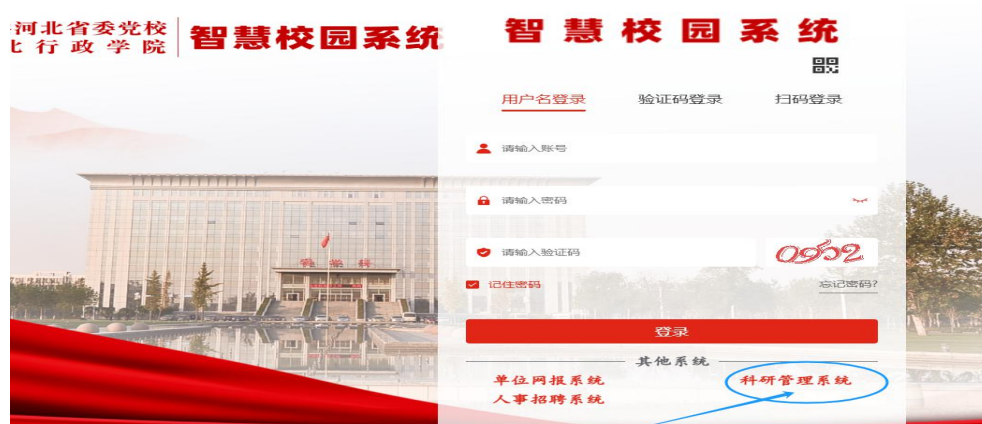 河北省委党校
北行政学院
智慧校园系统
智慧校园系统
用户名登录
验证码登录
扫码登录
请输入账号
请输入密码
请输入验证码
0952
记住密码
忘记密码?
登录
其他系统
单位网报系统
科研管理系统
人事招聘系统